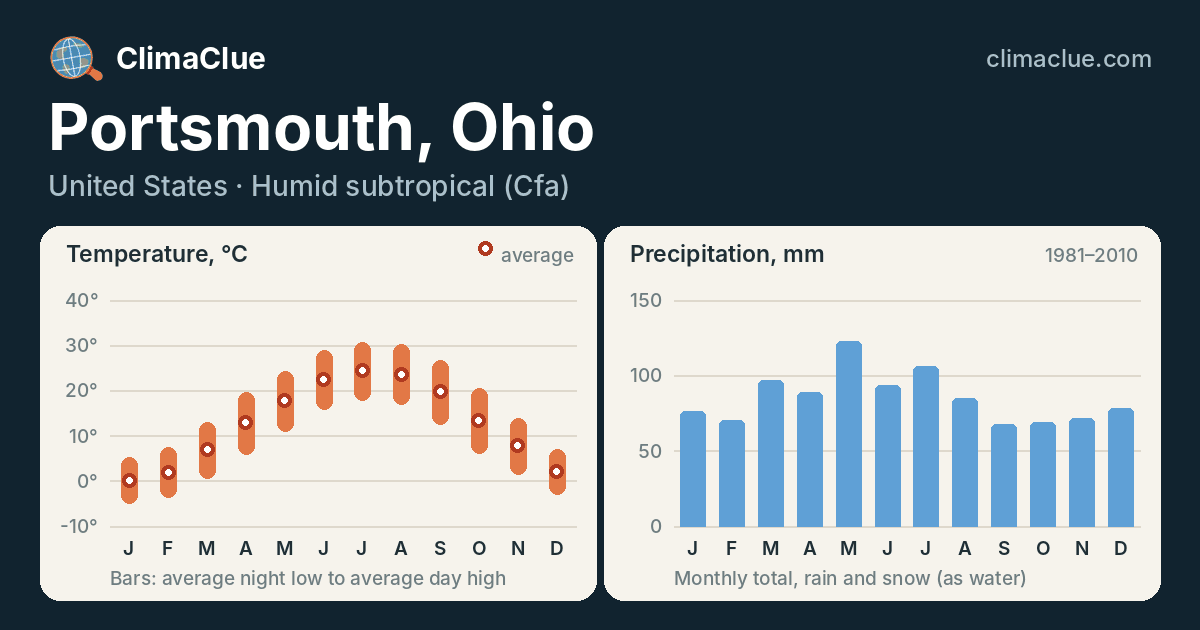 ClimaClue
climaclue.com
Portsmouth, Ohio
United States · Humid subtropical (Cfa)
Temperature, °C
average
40°
30°
20°
10°
0°
-10°
J F M A M J J A S O N D
Bars: average night low to average day high
Precipitation, mm
1981–2010
150
100
50
0
J F M A M J J A S O N D
Monthly total, rain and snow (as water)